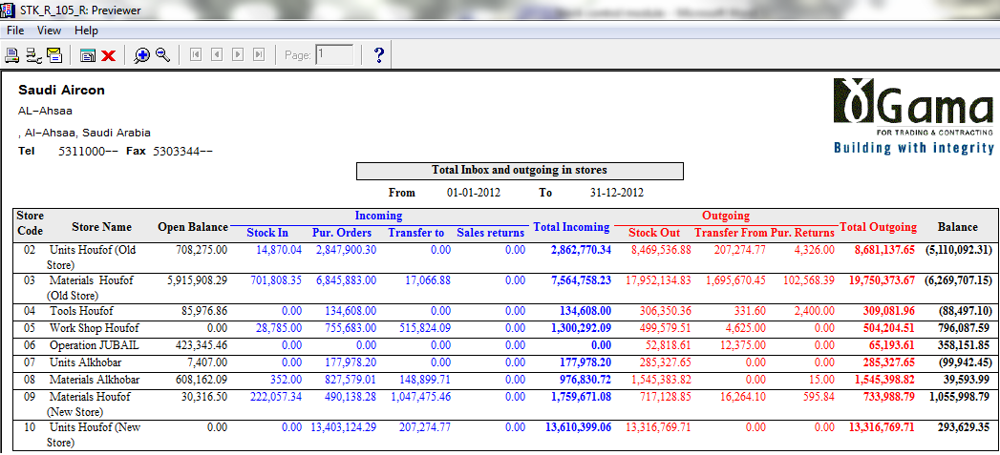 STK_R_105_R: Previewer
File View Help
Page: 1 ?
Saudi Aircon
AL-Ahsaa
, Al-Ahsaa, Saudi Arabia
Tel 5311000-- Fax 5303344--
Gama
FOR TRADING & CONTRACTING
Building with integrity
Total Inbox and outgoing in stores
From 01-01-2012 To 31-12-2012
Store Code Store Name Open Balance Incoming Stock In Pur. Orders Transfer to Sales returns Total Incoming Outgoing Stock Out Transfer From Pur. Returns Total Outgoing Balance
02 Units Houfof (Old 708,275.00 14,870.04 2,847,900.30 0.00 0.00 2,862,770.34 8,469,536.88 207,274.77 4,326.00 8,681,137.65 (5,110,092.31)
Store)
03 Materials Houfof 5,915,908.29 701,808.35 6,845,883.00 17,066.88 0.00 7,564,758.23 17,952,134.83 1,695,670.45 102,568.39 19,750,373.67 (6,269,707.15)
(Old Store)
04 Tools Houfof 85,976.86 0.00 134,608.00 0.00 0.00 134,608.00 306,350.36 331.60 2,400.00 309,081.96 (88,497.10)
05 Work Shop Houfof 0.00 28,785.00 755,683.00 515,824.09 0.00 1,300,292.09 499,579.51 4,625.00 0.00 504,204.51 796,087.59
06 Operation JUBAIL 423,345.46 0.00 0.00 0.00 0.00 0.00 52,818.61 12,375.00 0.00 65,193.61 358,151.85
07 Units Alkhobar 7,407.00 0.00 177,978.20 0.00 0.00 177,978.20 285,327.65 0.00 0.00 285,327.65 (99,942.45)
08 Materials Alkhobar 608,162.09 352.00 827,579.01 148,899.71 0.00 976,830.72 1,545,383.82 0.00 15.00 1,545,398.82 39,593.99
09 Materials Houfof 30,316.50 222,057.34 490,138.28 1,047,475.46 0.00 1,759,671.08 717,128.85 16,264.10 595.84 733,988.79 1,055,998.79
(New Store)
10 Units Houfof (New 0.00 0.00 13,403,124.29 207,274.77 0.00 13,610,399.06 13,316,769.71 0.00 0.00 13,316,769.71 293,629.35
Store)